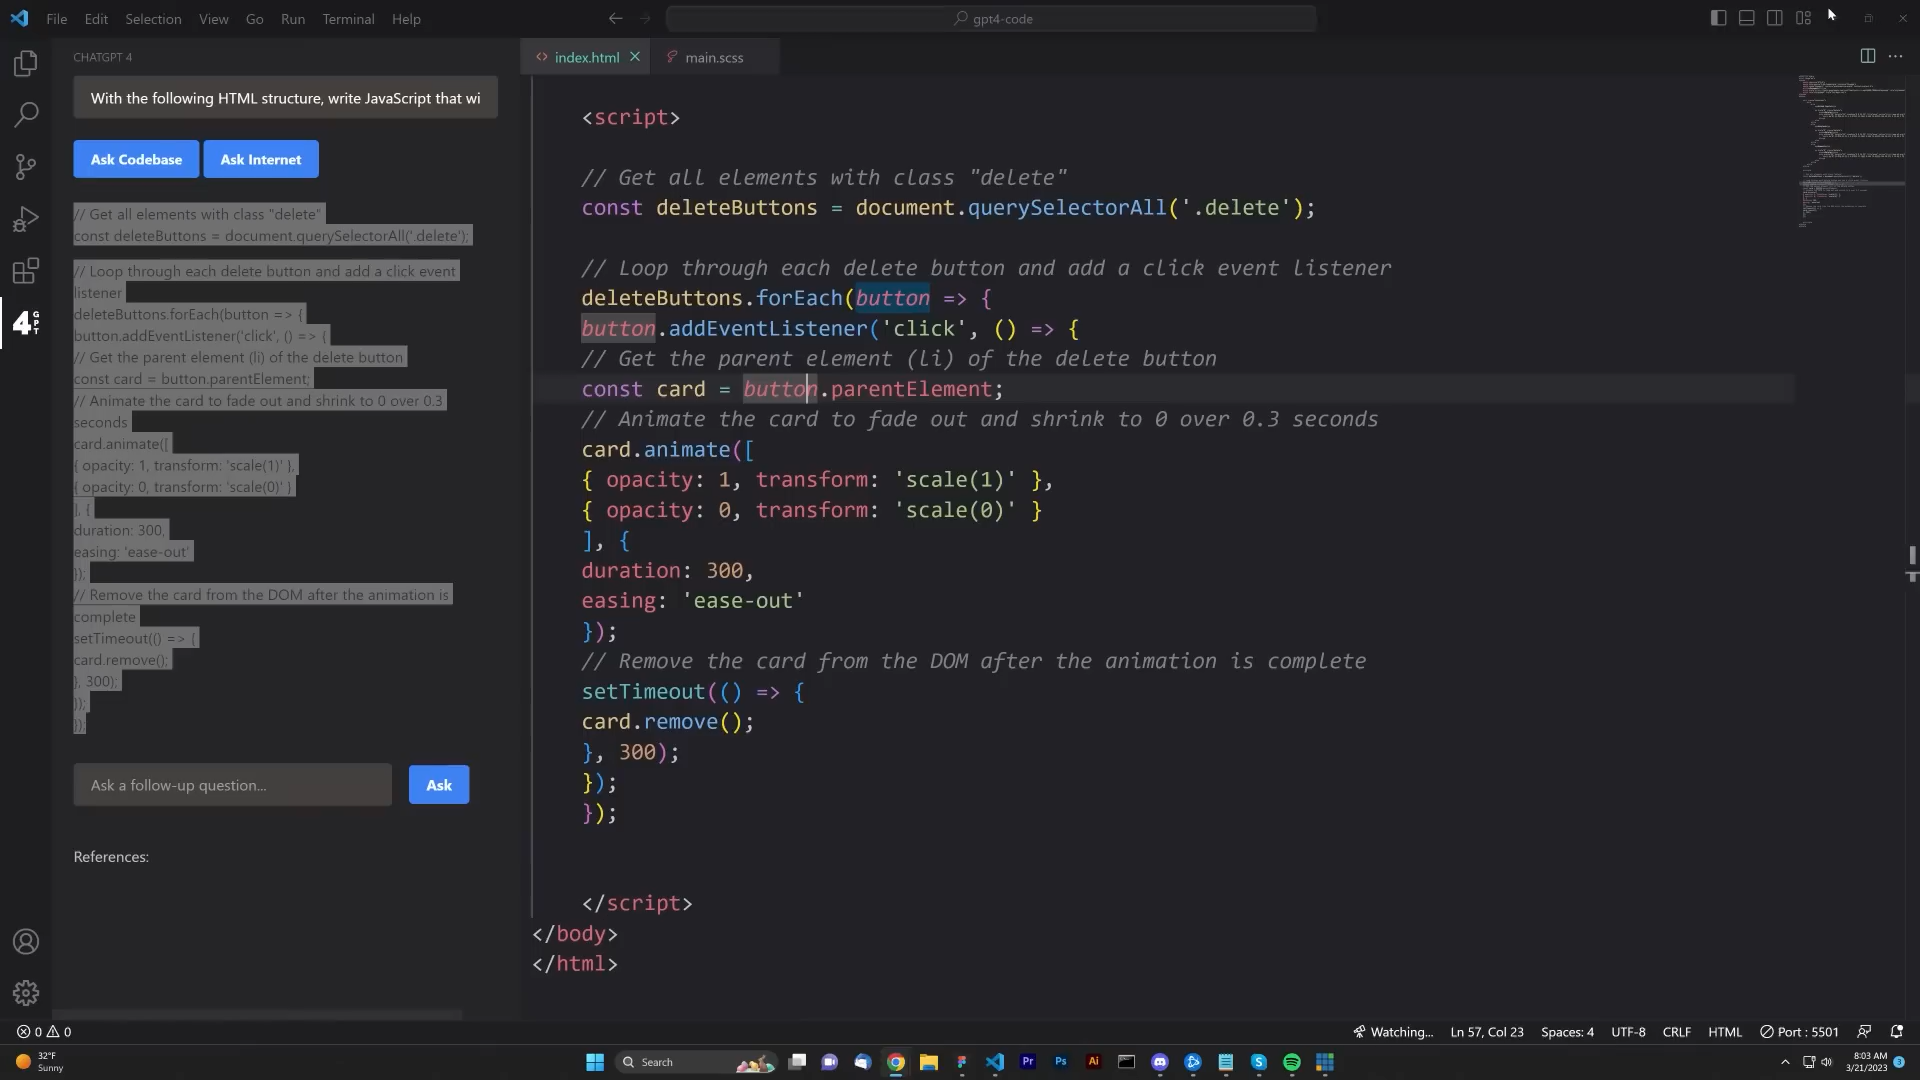 File Edit Selection View Go Run Terminal Help
gpt4-code
CHATGPT 4
With the following HTML structure, write JavaScript that wi
Ask Codebase
Ask Internet
// Get all elements with class "delete"
const deleteButtons = document.querySelectorAll('.delete');
// Loop through each delete button and add a click event
listener
deleteButtons.forEach(button => {
button.addEventListener('click', () => {
// Get the parent element (li) of the delete button
const card = button.parentElement;
// Animate the card to fade out and shrink to 0 over 0.3
seconds
card.animate([
{ opacity: 1, transform: 'scale(1)' },
{ opacity: 0, transform: 'scale(0)' }
], {
duration: 300,
easing: 'ease-out'
});
// Remove the card from the DOM after the animation is
complete
setTimeout(() => {
card.remove();
}, 300);
});
});
Ask a follow-up question...
Ask
References:
4 GPT
index.html
main.scss
<script>
// Get all elements with class "delete"
const deleteButtons = document.querySelectorAll('.delete');
// Loop through each delete button and add a click event listener
deleteButtons.forEach(button => {
button.addEventListener('click', () => {
// Get the parent element (li) of the delete button
const card = button.parentElement;
// Animate the card to fade out and shrink to 0 over 0.3 seconds
card.animate([
{ opacity: 1, transform: 'scale(1)' },
{ opacity: 0, transform: 'scale(0)' }
], {
duration: 300,
easing: 'ease-out'
});
// Remove the card from the DOM after the animation is complete
setTimeout(() => {
card.remove();
}, 300);
});
});
</script>
</body>
</html>
0 0
Watching...
Ln 57, Col 23
Spaces: 4
UTF-8
CRLF
HTML
Port : 5501
32°F
Sunny
Search
Pr
Ps
Ai
8:03 AM
3/21/2023
3